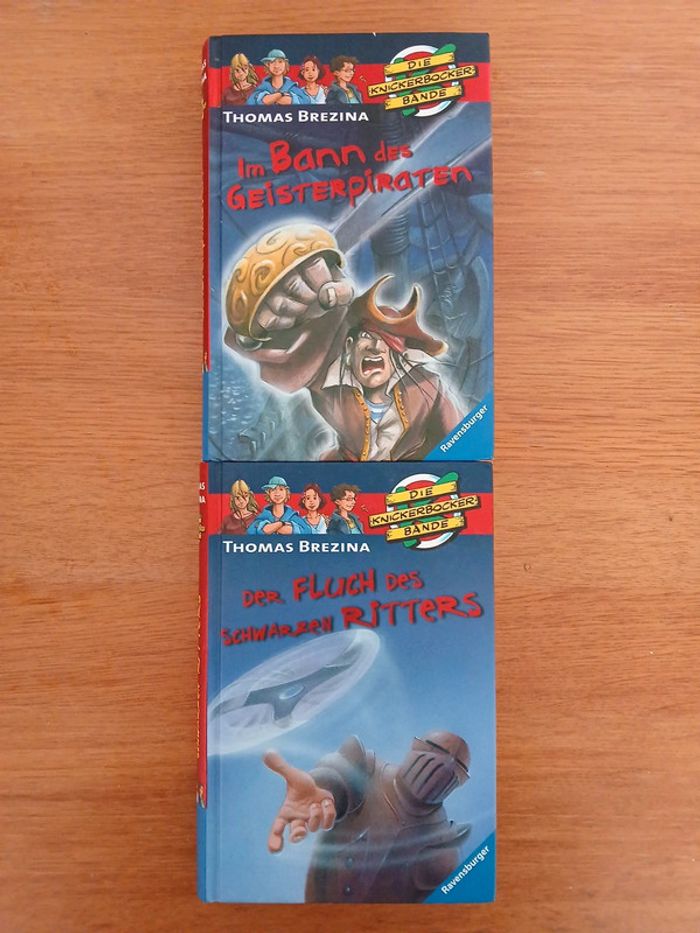 DIE
KNICKERBOCKER-
BANDE
THOMAS BREZINA
Im Bann des
Geisterpiraten
Ravensburger
DIE
KNICKERBOCKER-
BANDE
THOMAS BREZINA
Der Fluch des
schwarzen Ritters
Ravensburger